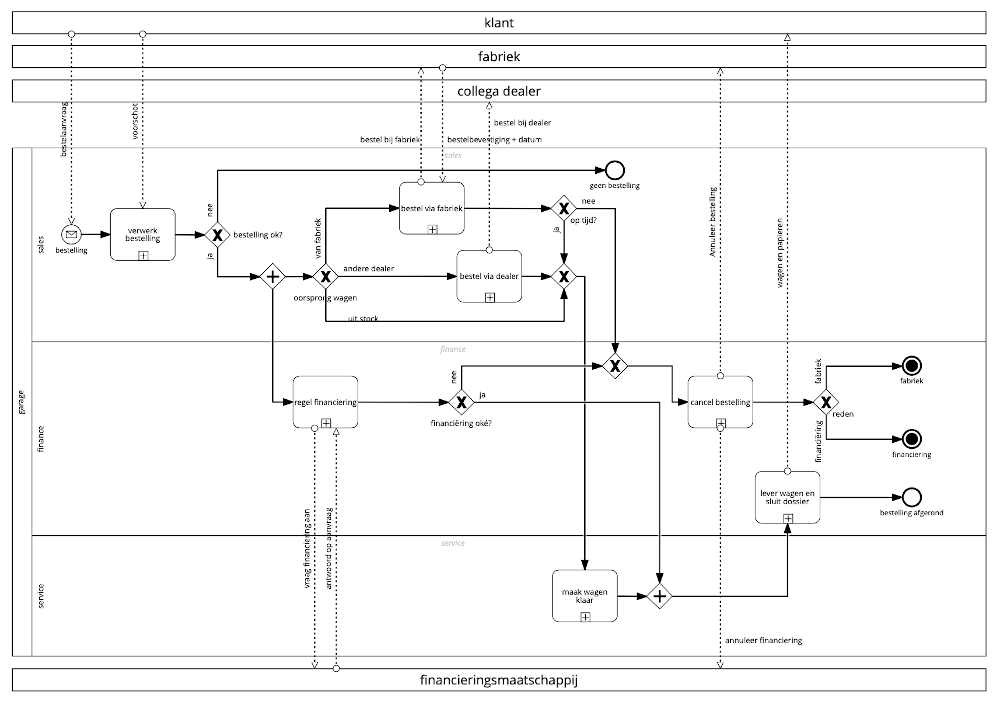 klant
fabriek
collega dealer
bestelaanvraag
voorschot
bestel bij fabriek
bestelbevestiging + datum
bestel bij dealer
Annuleer bestelling
wagen en papieren
garage
sales
sales
bestelling
verwerk
bestelling
bestelling ok?
nee
ja
geen bestelling
van fabriek
andere dealer
oorsprong wagen
uit stock
bestel via fabriek
bestel via dealer
nee
op tijd?
ja
finance
finance
regel financiering
nee
ja
financiëring oké?
cancel bestelling
fabriek
reden
financiëring
fabriek
financiering
lever wagen en
sluit dossier
bestelling afgerond
vraag financiering aan
antwoord op aanvraag
service
service
maak wagen
klaar
annuleer financiering
financieringsmaatschappij